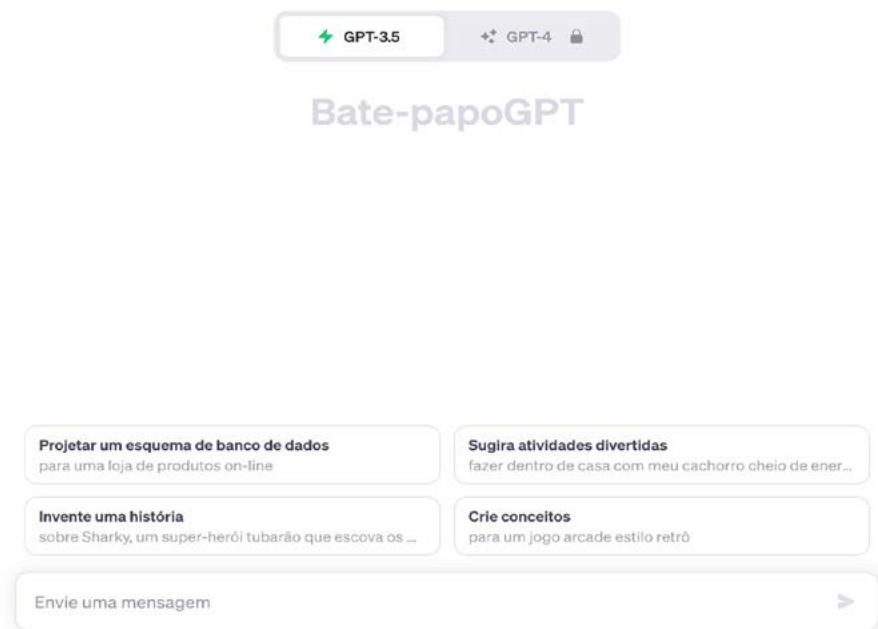 GPT-3.5 GPT-4
Bate-papoGPT
Projetar um esquema de banco de dados
para uma loja de produtos on-line
Sugira atividades divertidas
fazer dentro de casa com meu cachorro cheio de ener...
Invente uma história
sobre Sharky, um super-herói tubarão que escova os ...
Crie conceitos
para um jogo arcade estilo retrô
Envie uma mensagem